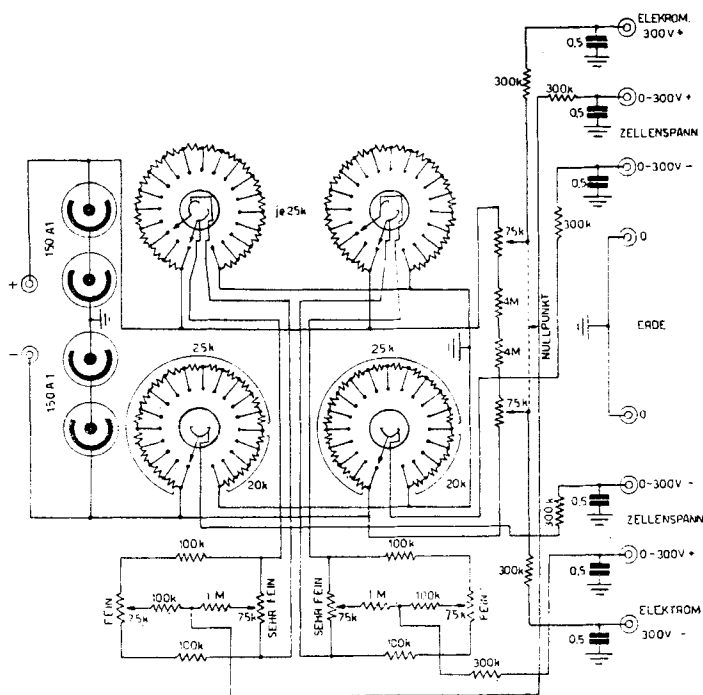 ELEKROM.
300V+
0,5
300k
300k
0-300V+
0,5
ZELLENSPANN
0-300V -
0,5
300k
150 A1
je 25k
75k
0
+
4M
NULLPUNKT
ERDE
4M
-
25k
25k
75k
150 A1
0
20k
20k
0-300V -
0,5
300k
ZELLENSPANN
100k
100k
0-300V+
0,5
300k
FEIN
75k
100k
1M
75k
SEHR FEIN
SEHR FEIN
75k
1M
100k
75k
FEIN
ELEKTROM
300V -
0,5
100k
100k
300k